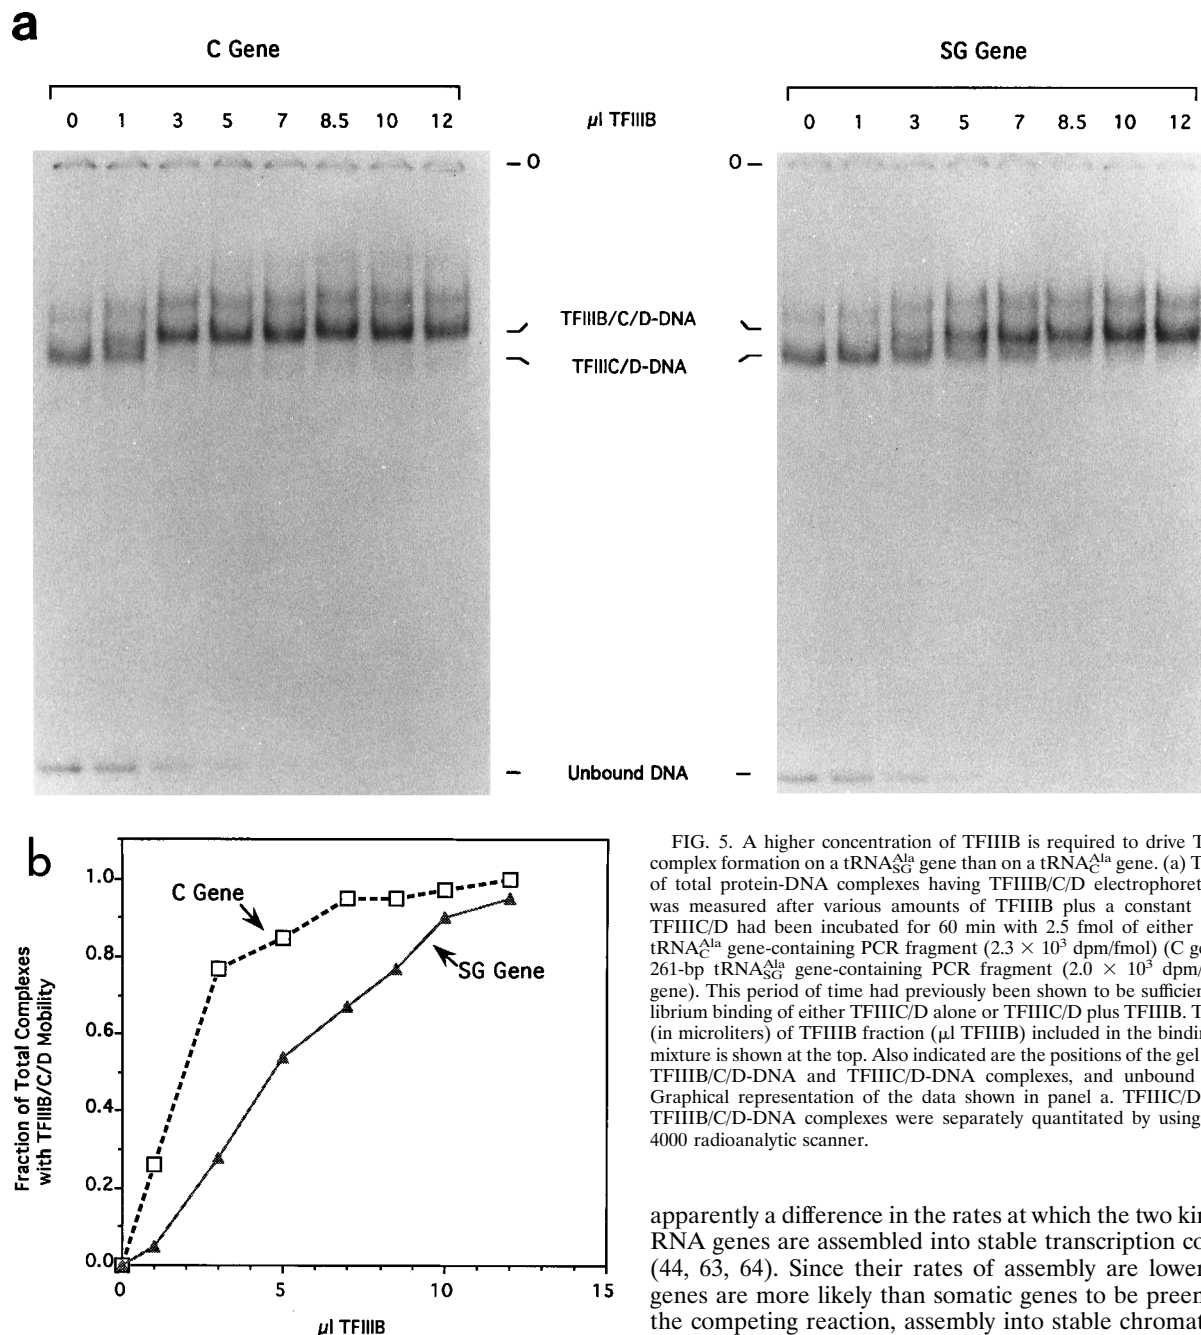 a
C Gene
SG Gene
0 1 3 5 7 8.5 10 12
µl TFIIIB
0 1 3 5 7 8.5 10 12
0
0
TFIIIB/C/D-DNA
TFIIIC/D-DNA
Unbound DNA
b
1.0
0.8
0.6
0.4
0.2
0.0
0 5 10 15
Fraction of Total Complexes
with TFIIIB/C/D Mobility
µl TFIIIB
C Gene
SG Gene
FIG. 5. A higher concentration of TFIIIB is required to drive T
complex formation on a tRNA^Ala_SG gene than on a tRNA^Ala_C gene. (a) T
of total protein-DNA complexes having TFIIIB/C/D electrophoret
was measured after various amounts of TFIIIB plus a constant
TFIIIC/D had been incubated for 60 min with 2.5 fmol of either
tRNA^Ala_C gene-containing PCR fragment (2.3 × 10³ dpm/fmol) (C ge
261-bp tRNA^Ala_SG gene-containing PCR fragment (2.0 × 10³ dpm/
gene). This period of time had previously been shown to be sufficien
librium binding of either TFIIIC/D alone or TFIIIC/D plus TFIIIB. T
(in microliters) of TFIIIB fraction (µl TFIIIB) included in the bindin
mixture is shown at the top. Also indicated are the positions of the gel
TFIIIB/C/D-DNA and TFIIIC/D-DNA complexes, and unbound
Graphical representation of the data shown in panel a. TFIIIC/D
TFIIIB/C/D-DNA complexes were separately quantitated by using
4000 radioanalytic scanner.
apparently a difference in the rates at which the two kin
RNA genes are assembled into stable transcription co
(44, 63, 64). Since their rates of assembly are lower
genes are more likely than somatic genes to be preem
the competing reaction, assembly into stable chromat